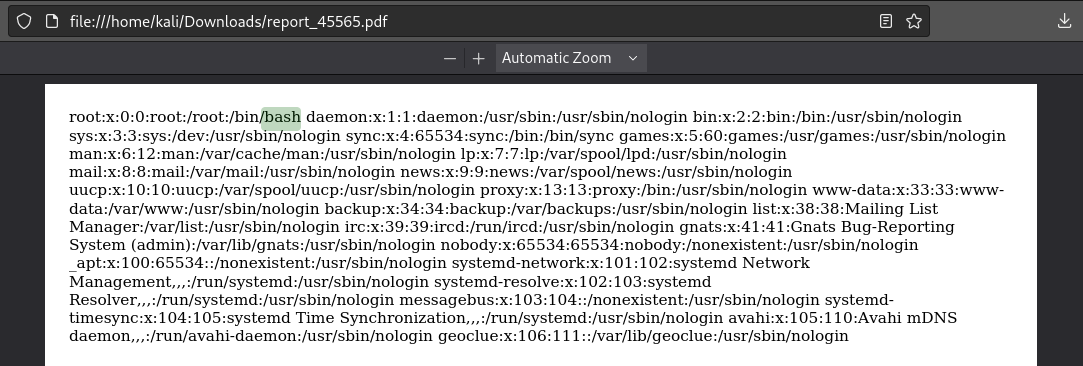 file:///home/kali/Downloads/report_45565.pdf
Automatic Zoom
root:x:0:0:root:/root:/bin/bash daemon:x:1:1:daemon:/usr/sbin:/usr/sbin/nologin bin:x:2:2:bin:/bin:/usr/sbin/nologin
sys:x:3:3:sys:/dev:/usr/sbin/nologin sync:x:4:65534:sync:/bin:/bin/sync games:x:5:60:games:/usr/games:/usr/sbin/nologin
man:x:6:12:man:/var/cache/man:/usr/sbin/nologin lp:x:7:7:lp:/var/spool/lpd:/usr/sbin/nologin
mail:x:8:8:mail:/var/mail:/usr/sbin/nologin news:x:9:9:news:/var/spool/news:/usr/sbin/nologin
uucp:x:10:10:uucp:/var/spool/uucp:/usr/sbin/nologin proxy:x:13:13:proxy:/bin:/usr/sbin/nologin www-data:x:33:33:www-
data:/var/www:/usr/sbin/nologin backup:x:34:34:backup:/var/backups:/usr/sbin/nologin list:x:38:38:Mailing List
Manager:/var/list:/usr/sbin/nologin irc:x:39:39:ircd:/run/ircd:/usr/sbin/nologin gnats:x:41:41:Gnats Bug-Reporting
System (admin):/var/lib/gnats:/usr/sbin/nologin nobody:x:65534:65534:nobody:/nonexistent:/usr/sbin/nologin
_apt:x:100:65534::/nonexistent:/usr/sbin/nologin systemd-network:x:101:102:systemd Network
Management,,,:/run/systemd:/usr/sbin/nologin systemd-resolve:x:102:103:systemd
Resolver,,,:/run/systemd:/usr/sbin/nologin messagebus:x:103:104::/nonexistent:/usr/sbin/nologin systemd-
timesync:x:104:105:systemd Time Synchronization,,,:/run/systemd:/usr/sbin/nologin avahi:x:105:110:Avahi mDNS
daemon,,,:/run/avahi-daemon:/usr/sbin/nologin geoclue:x:106:111::/var/lib/geoclue:/usr/sbin/nologin